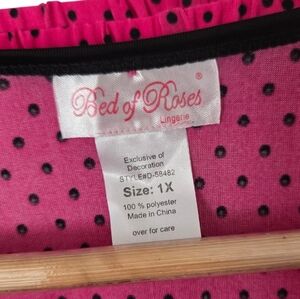 Bed of Roses ®
Lingerie
Exclusive of
Decoration
STYLE#D-58482
Size: 1X
100 % polyester
Made in China
over for care